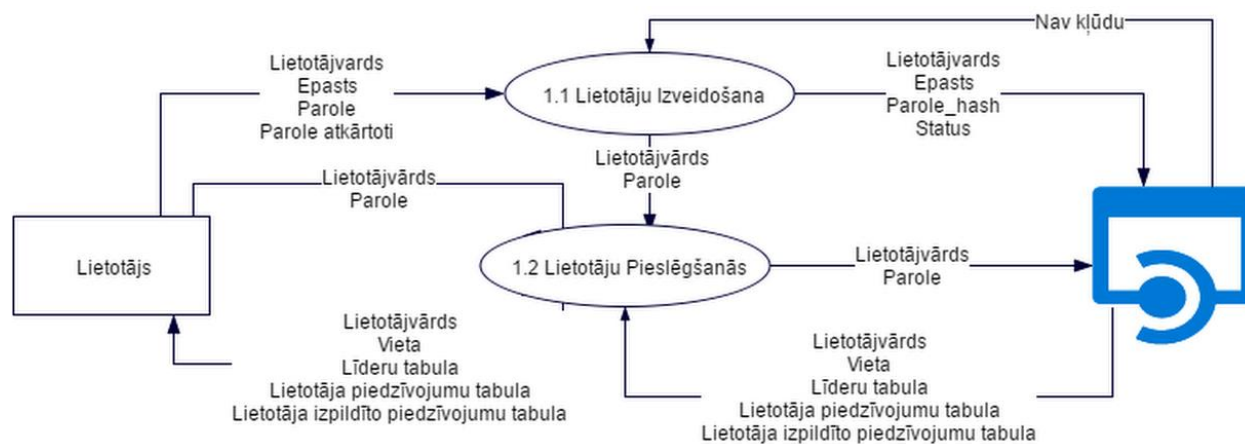 Nav kļūdu
Lietotājvards
Epasts
Parole
Parole atkārtoti
1.1 Lietotāju Izveidošana
Lietotājvards
Epasts
Parole_hash
Status
Lietotājvārds
Parole
Lietotājvārds
Parole
Lietotājs
1.2 Lietotāju Pieslēgšanās
Lietotājvārds
Parole
Lietotājvārds
Vieta
Līderu tabula
Lietotāja piedzīvojumu tabula
Lietotāja izpildīto piedzīvojumu tabula
Lietotājvārds
Vieta
Līderu tabula
Lietotāja piedzīvojumu tabula
Lietotāja izpildīto piedzīvojumu tabula